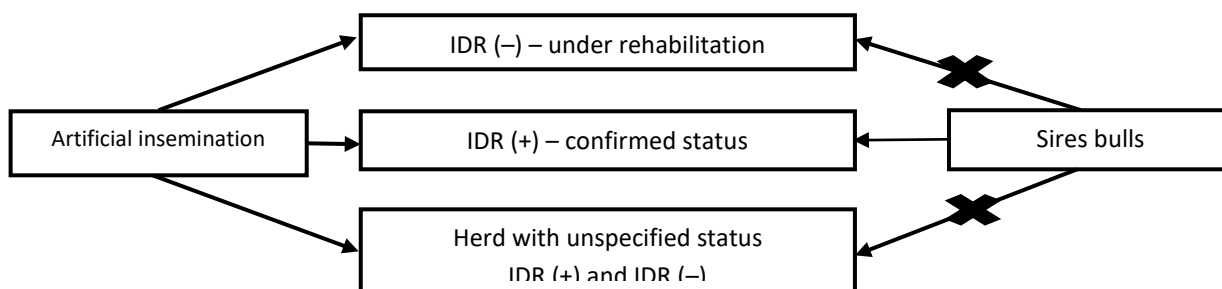 IDR (–) – under rehabilitation
Artificial insemination
IDR (+) – confirmed status
Sires bulls
Herd with unspecified status
IDR (+) and IDR (–)